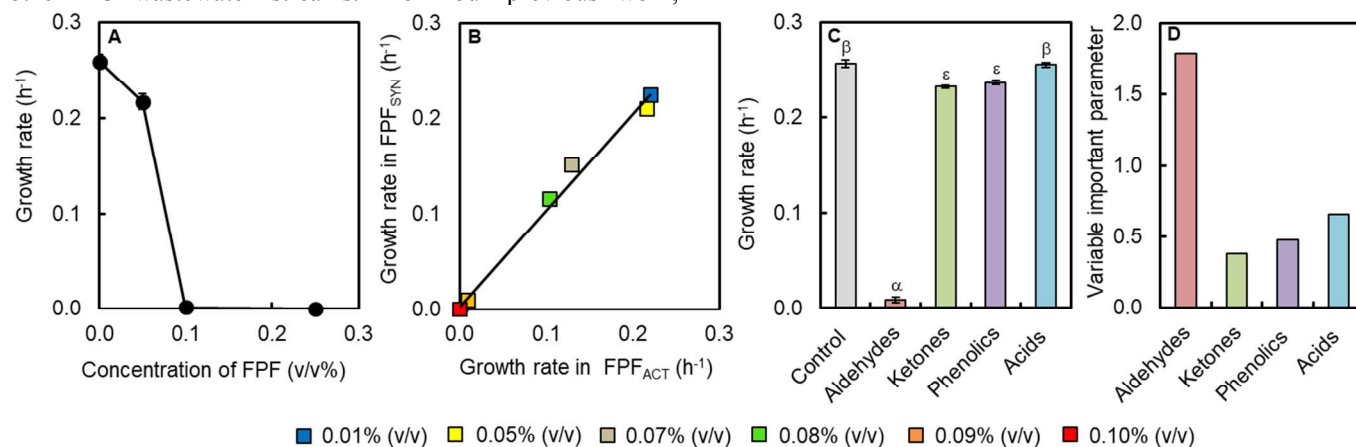 A
B
C
D
Growth rate (h-1)
0.3
0.2
0.1
0.0
0.0 0.1 0.2 0.3
Concentration of FPF (v/v%)
Growth rate in FPFSYN (h-1)
0.3
0.2
0.1
0.0
0.0 0.1 0.2 0.3
Growth rate in FPFACT (h-1)
Growth rate (h-1)
0.3
0.2
0.1
0.0
β
α
ε
ε
β
Control
Aldehydes
Ketones
Phenolics
Acids
Variable important parameter
2.0
1.5
1.0
0.5
0.0
Aldehydes
Ketones
Phenolics
Acids
0.01% (v/v) 0.05% (v/v) 0.07% (v/v) 0.08% (v/v) 0.09% (v/v) 0.10% (v/v)